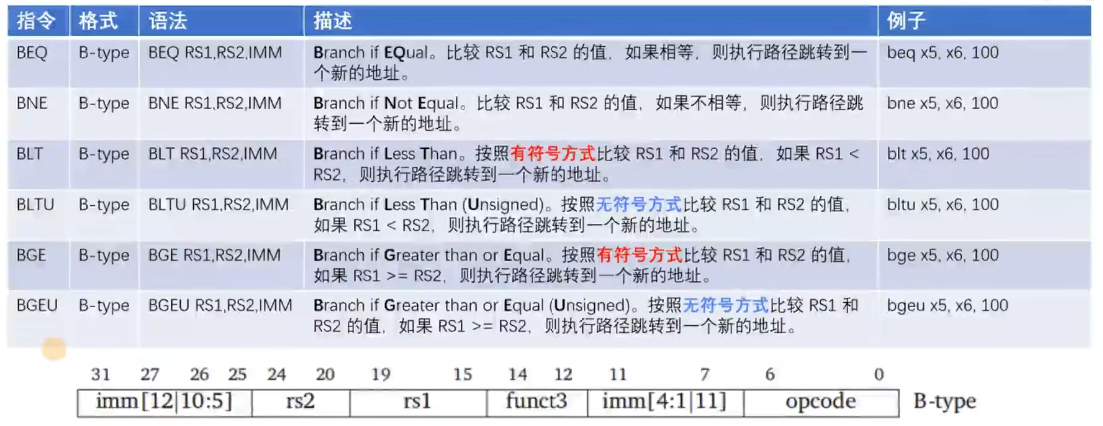 指令 格式 语法 描述 例子
BEQ B-type BEQ RS1,RS2,IMM Branch if EQual。比较 RS1 和 RS2 的值，如果相等，则执行路径跳转到一个新的地址。 beq x5, x6, 100
BNE B-type BNE RS1,RS2,IMM Branch if Not Equal。比较 RS1 和 RS2 的值，如果不相等，则执行路径跳转到一个新的地址。 bne x5, x6, 100
BLT B-type BLT RS1,RS2,IMM Branch if Less Than。按照有符号方式比较 RS1 和 RS2 的值，如果 RS1 < RS2，则执行路径跳转到一个新的地址。 blt x5, x6, 100
BLTU B-type BLTU RS1,RS2,IMM Branch if Less Than (Unsigned)。按照无符号方式比较 RS1 和 RS2 的值，如果 RS1 < RS2，则执行路径跳转到一个新的地址。 bltu x5, x6, 100
BGE B-type BGE RS1,RS2,IMM Branch if Greater than or Equal。按照有符号方式比较 RS1 和 RS2 的值，如果 RS1 >= RS2，则执行路径跳转到一个新的地址。 bge x5, x6, 100
BGEU B-type BGEU RS1,RS2,IMM Branch if Greater than or Equal (Unsigned)。按照无符号方式比较 RS1 和 RS2 的值，如果 RS1 >= RS2，则执行路径跳转到一个新的地址。 bgeu x5, x6, 100
31 27 26 25 24 20 19 15 14 12 11 7 6 0
imm[12|10:5] rs2 rs1 funct3 imm[4:1|11] opcode B-type